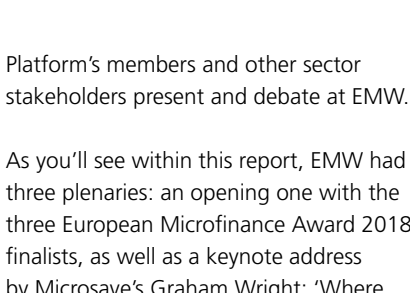 Platform’s members and other sector
stakeholders present and debate at EMW.
As you’ll see within this report, EMW had
three plenaries: an opening one with the
three European Microfinance Award 2018
finalists, as well as a keynote address
by Microsave’s Graham Wright: ‘Where